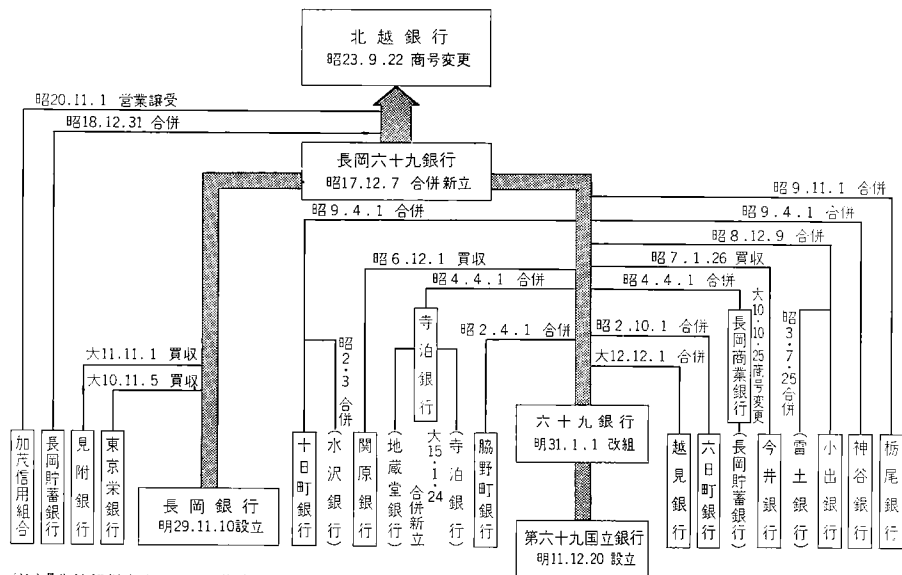 北越銀行
昭23.9.22 商号変更
昭20.11.1 営業譲受
昭18.12.31 合併
長岡六十九銀行
昭17.12.7 合併新立
昭9.11.1 合併
昭9.4.1 合併
昭9.4.1 合併
昭8.12.9 合併
昭6.12.1 買収
昭7.1.26 買収
昭4.4.1 合併
昭4.4.1 合併
寺泊銀行
長岡商業銀行
大10・10・25商号変更
昭3・7・25合併
昭2・3合併
昭2.4.1 合併
昭2.10.1 合併
大12.12.1 合併
大11.11.1 買収
大10.11.5 買収
六十九銀行
明31.1.1 改組
加茂信用組合
長岡貯蓄銀行
見附銀行
東京栄銀行
長岡銀行
明29.11.10設立
十日町銀行
(水沢銀行)
関原銀行
(地蔵堂銀行)
大15・1・24
合併新立
(寺泊銀行)
脇野町銀行
第六十九国立銀行
明11.12.20 設立
越見銀行
六日町銀行
(長岡貯蓄銀行)
今井銀行
(雷土銀行)
小出銀行
神谷銀行
栃尾銀行